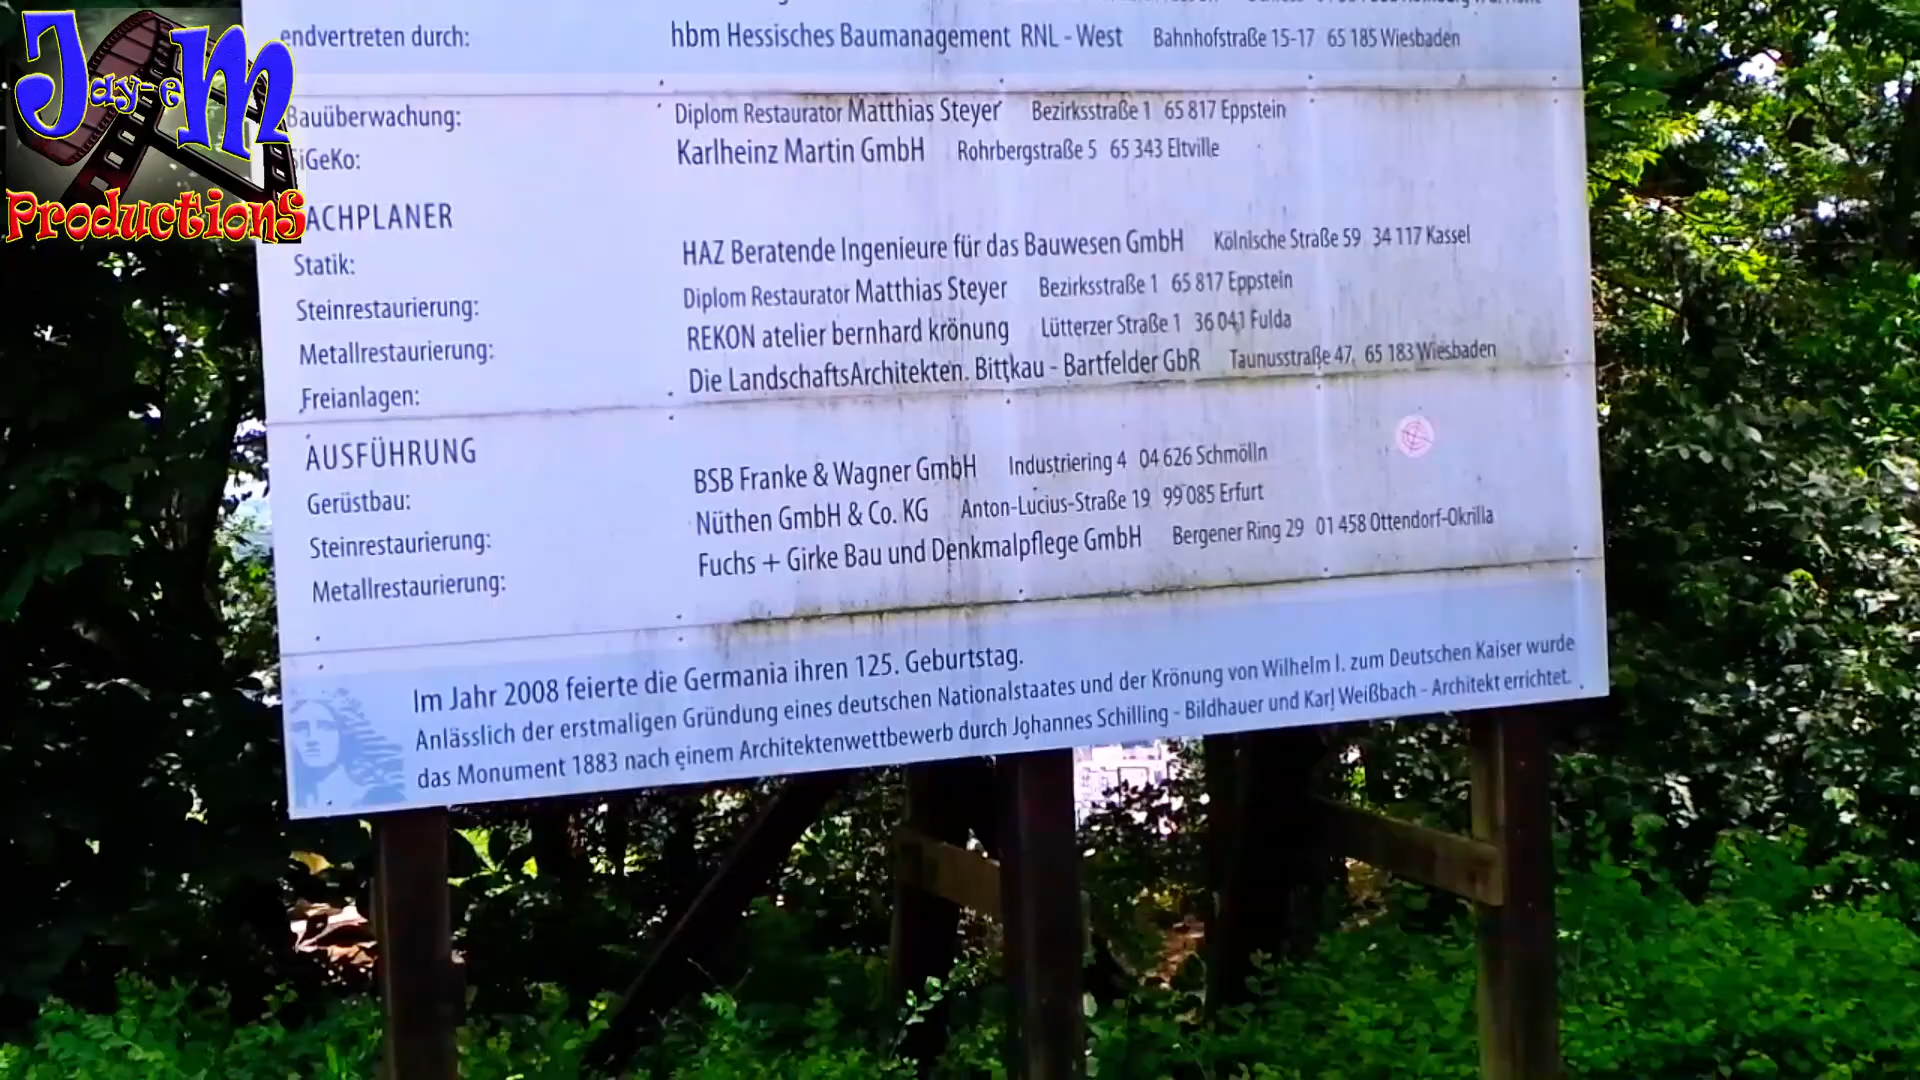 Jay-eM
Productions
endvertreten durch: hbm Hessisches Baumanagement RNL - West Bahnhofstraße 15-17 65 185 Wiesbaden
Bauüberwachung: Diplom Restaurator Matthias Steyer Bezirksstraße 1 65 817 Eppstein
iGeKo: Karlheinz Martin GmbH Rohrbergstraße 5 65 343 Eltville
ACHPLANER
Statik: HAZ Beratende Ingenieure für das Bauwesen GmbH Kölnische Straße 59 34 117 Kassel
Steinrestaurierung: Diplom Restaurator Matthias Steyer Bezirksstraße 1 65 817 Eppstein
Metallrestaurierung: REKON atelier bernhard krönung Lütterzer Straße 1 36 041 Fulda
Freianlagen: Die LandschaftsArchitekten. Bittkau - Bartfelder GbR Taunusstraße 47, 65 183 Wiesbaden
AUSFÜHRUNG
Gerüstbau: BSB Franke & Wagner GmbH Industriering 4 04 626 Schmölln
Steinrestaurierung: Nüthen GmbH & Co. KG Anton-Lucius-Straße 19 99 085 Erfurt
Metallrestaurierung: Fuchs + Girke Bau und Denkmalpflege GmbH Bergener Ring 29 01 458 Ottendorf-Okrilla
Im Jahr 2008 feierte die Germania ihren 125. Geburtstag.
Anlässlich der erstmaligen Gründung eines deutschen Nationalstaates und der Krönung von Wilhelm I. zum Deutschen Kaiser wurde
das Monument 1883 nach einem Architektenwettbewerb durch Johannes Schilling - Bildhauer und Karl Weißbach - Architekt errichtet.